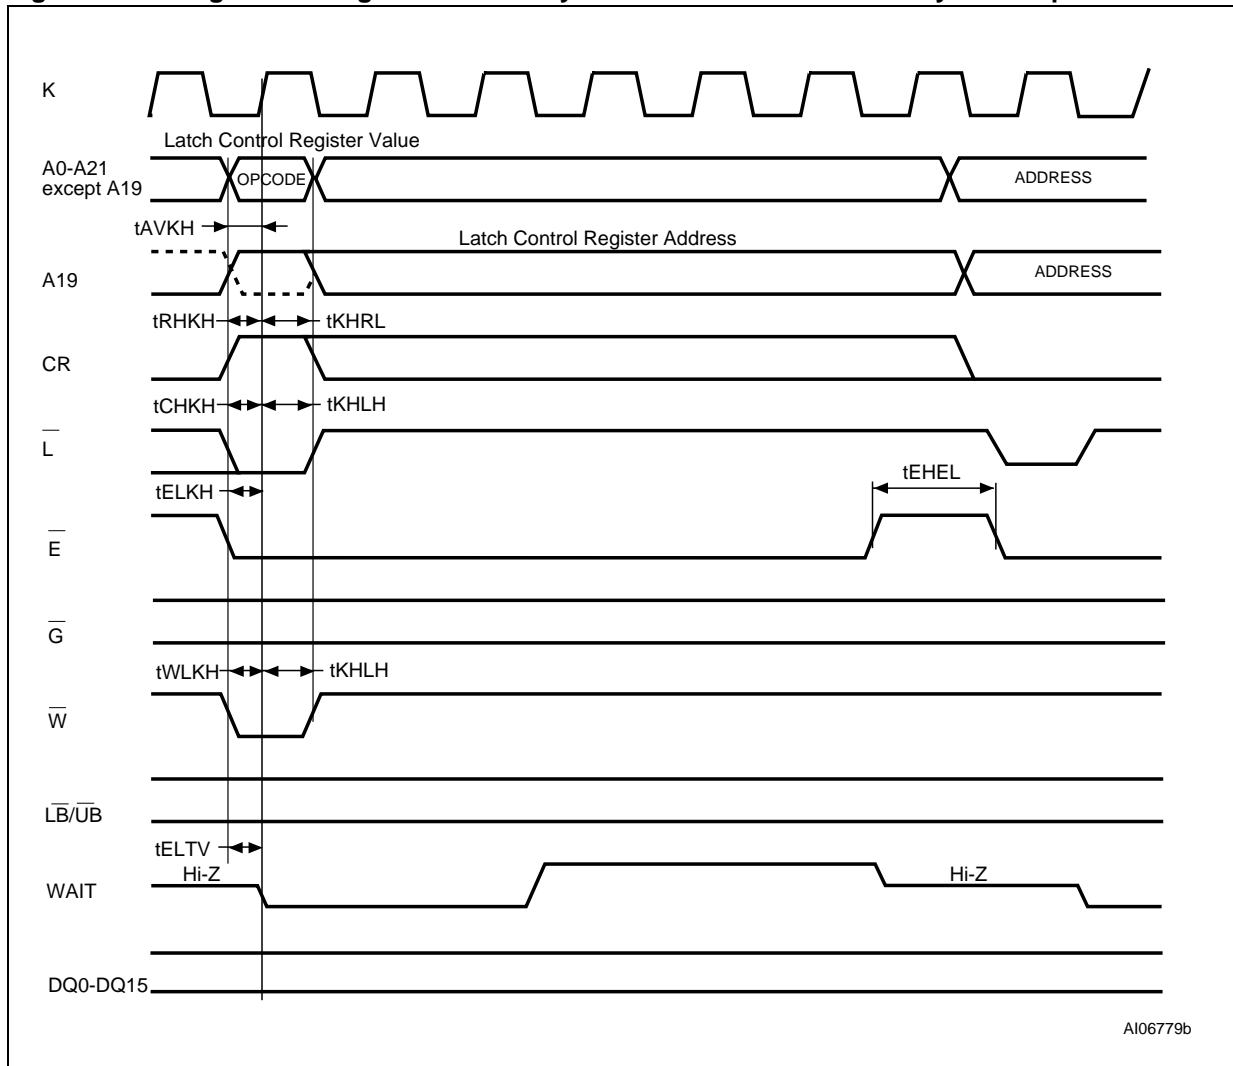 K
Latch Control Register Value
A0-A21
except A19
OPCODE
ADDRESS
tAVKH
Latch Control Register Address
A19
ADDRESS
tRHKH
tKHRL
CR
tCHKH
tKHLH
L
tEHEL
tELKH
E
G
tWLKH
tKHLH
W
LB/UB
tELTV
Hi-Z
Hi-Z
WAIT
DQ0-DQ15
AI06779b